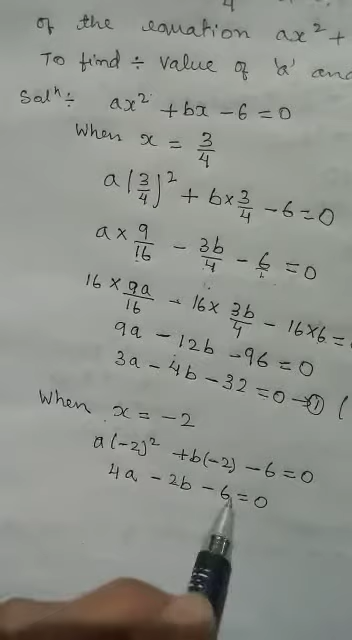 of the equation ax² +
To find ÷ value of 'a' and
Solⁿ ÷ ax² + bx - 6 = 0
When x = 3/4
a(3/4)² + b × 3/4 - 6 = 0
a × 9/16 - 3b/4 - 6/1 = 0
16 × 9a/16 - 16 × 3b/4 - 16×6 =
9a - 12b - 96 = 0
3a - 4b - 32 = 0 → ① (
When x = -2
a(-2)² + b(-2) - 6 = 0
4a - 2b - 6 = 0